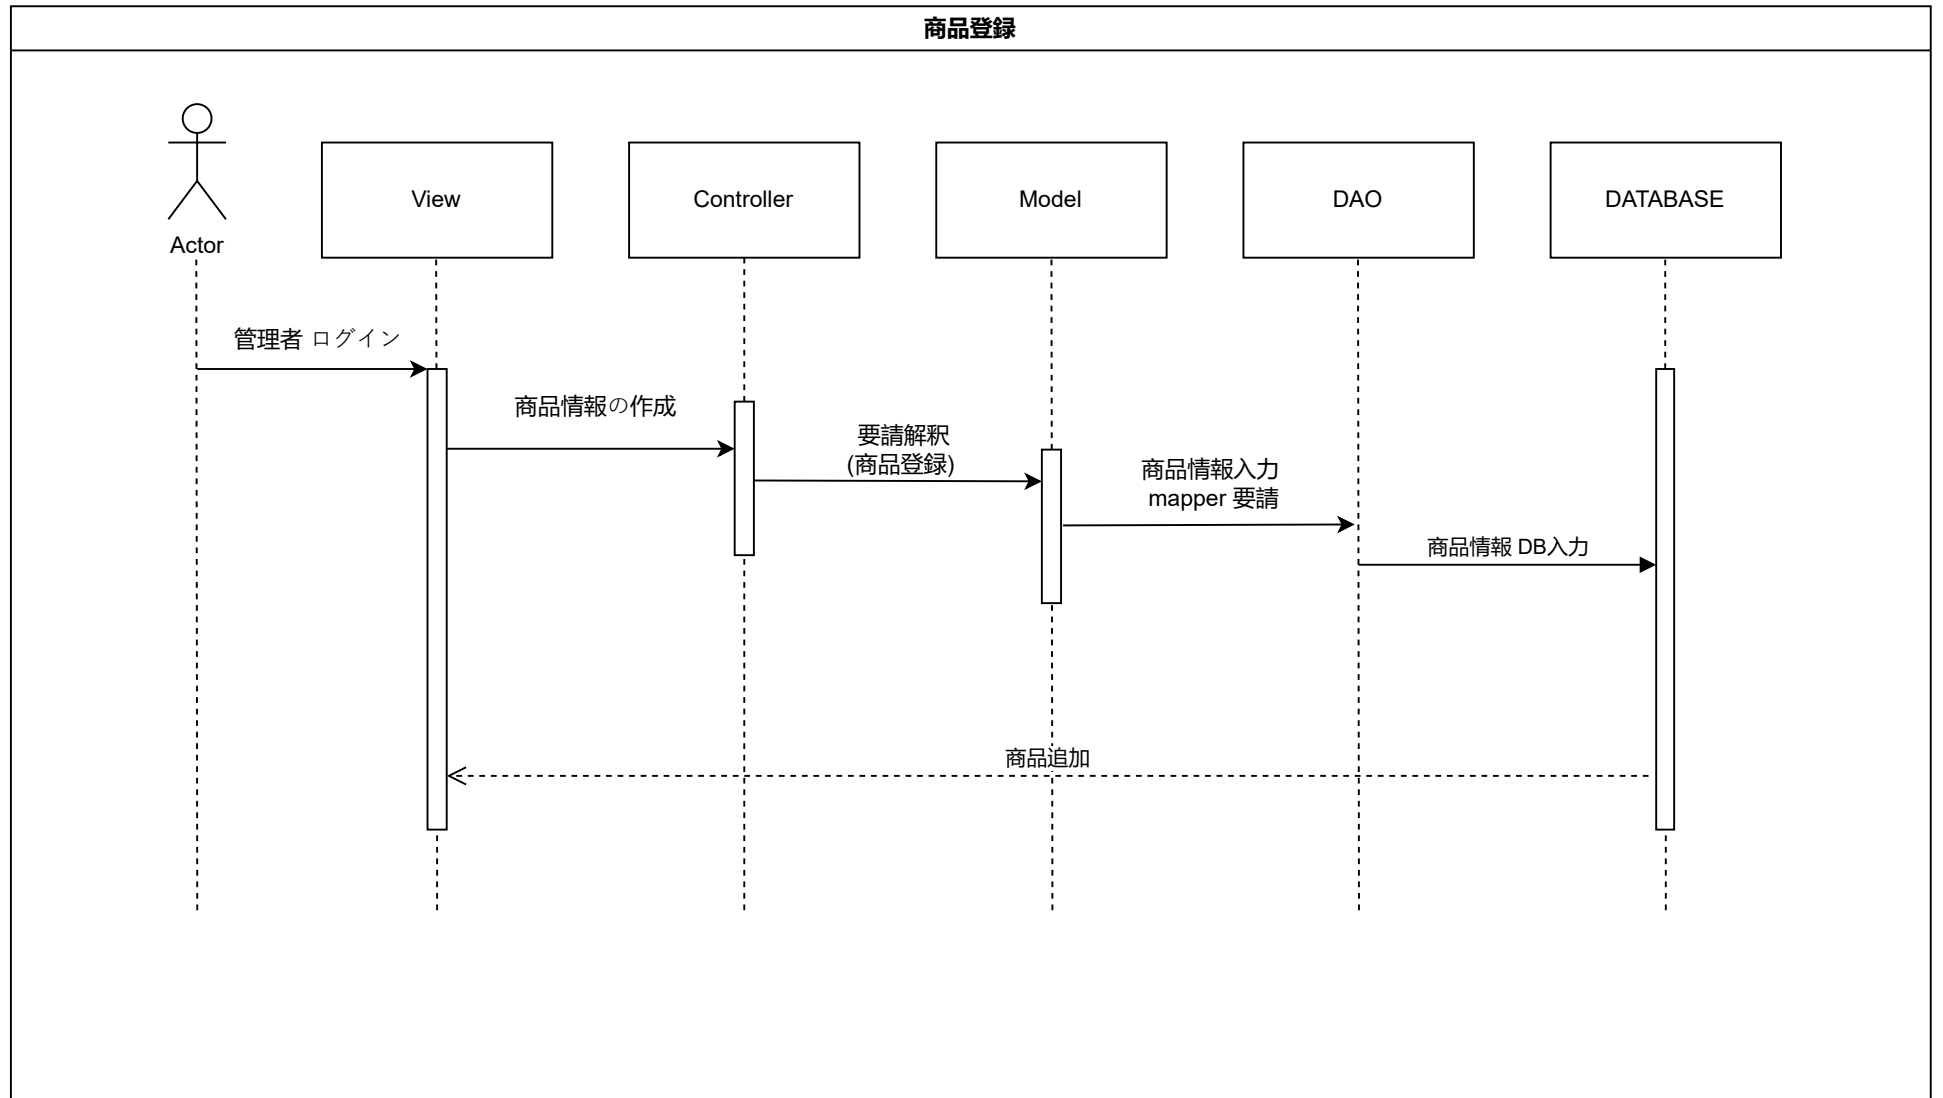 商品登録
Actor
View
Controller
Model
DAO
DATABASE
管理者 ログイン
商品情報の作成
要請解釈
(商品登録)
商品情報入力
mapper 要請
商品情報 DB入力
商品追加